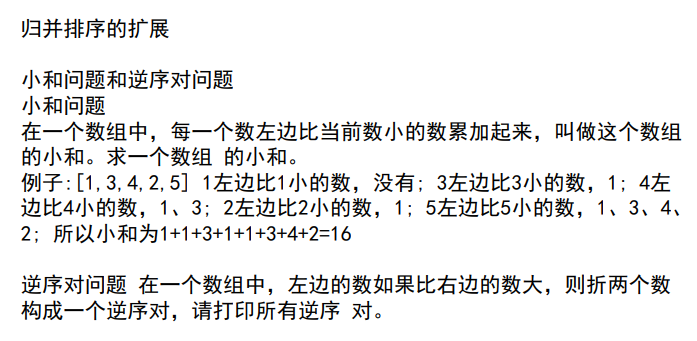 归并排序的扩展
小和问题和逆序对问题
小和问题
在一个数组中，每一个数左边比当前数小的数累加起来，叫做这个数组
的小和。求一个数组 的小和。
例子:[1,3,4,2,5] 1左边比1小的数，没有; 3左边比3小的数，1; 4左
边比4小的数，1、3; 2左边比2小的数，1; 5左边比5小的数，1、3、4、
2; 所以小和为1+1+3+1+1+3+4+2=16
逆序对问题 在一个数组中，左边的数如果比右边的数大，则折两个数
构成一个逆序对，请打印所有逆序 对。